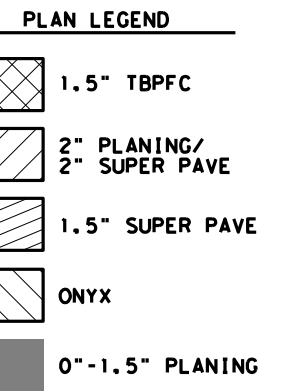 PLAN LEGEND
1.5" TBPFC
2" PLANING/
2" SUPER PAVE
1.5" SUPER PAVE
ONYX
0"-1.5" PLANING